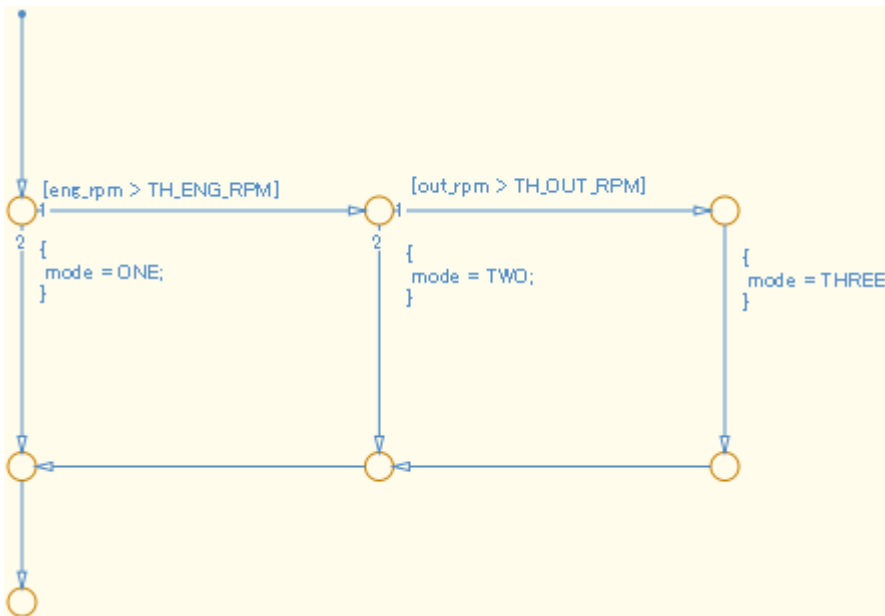 [eng_rpm > TH_ENG_RPM]
[out_rpm > TH_OUT_RPM]
1
1
2
2
{
mode = ONE;
}
{
mode = TWO;
}
{
mode = THREE
}